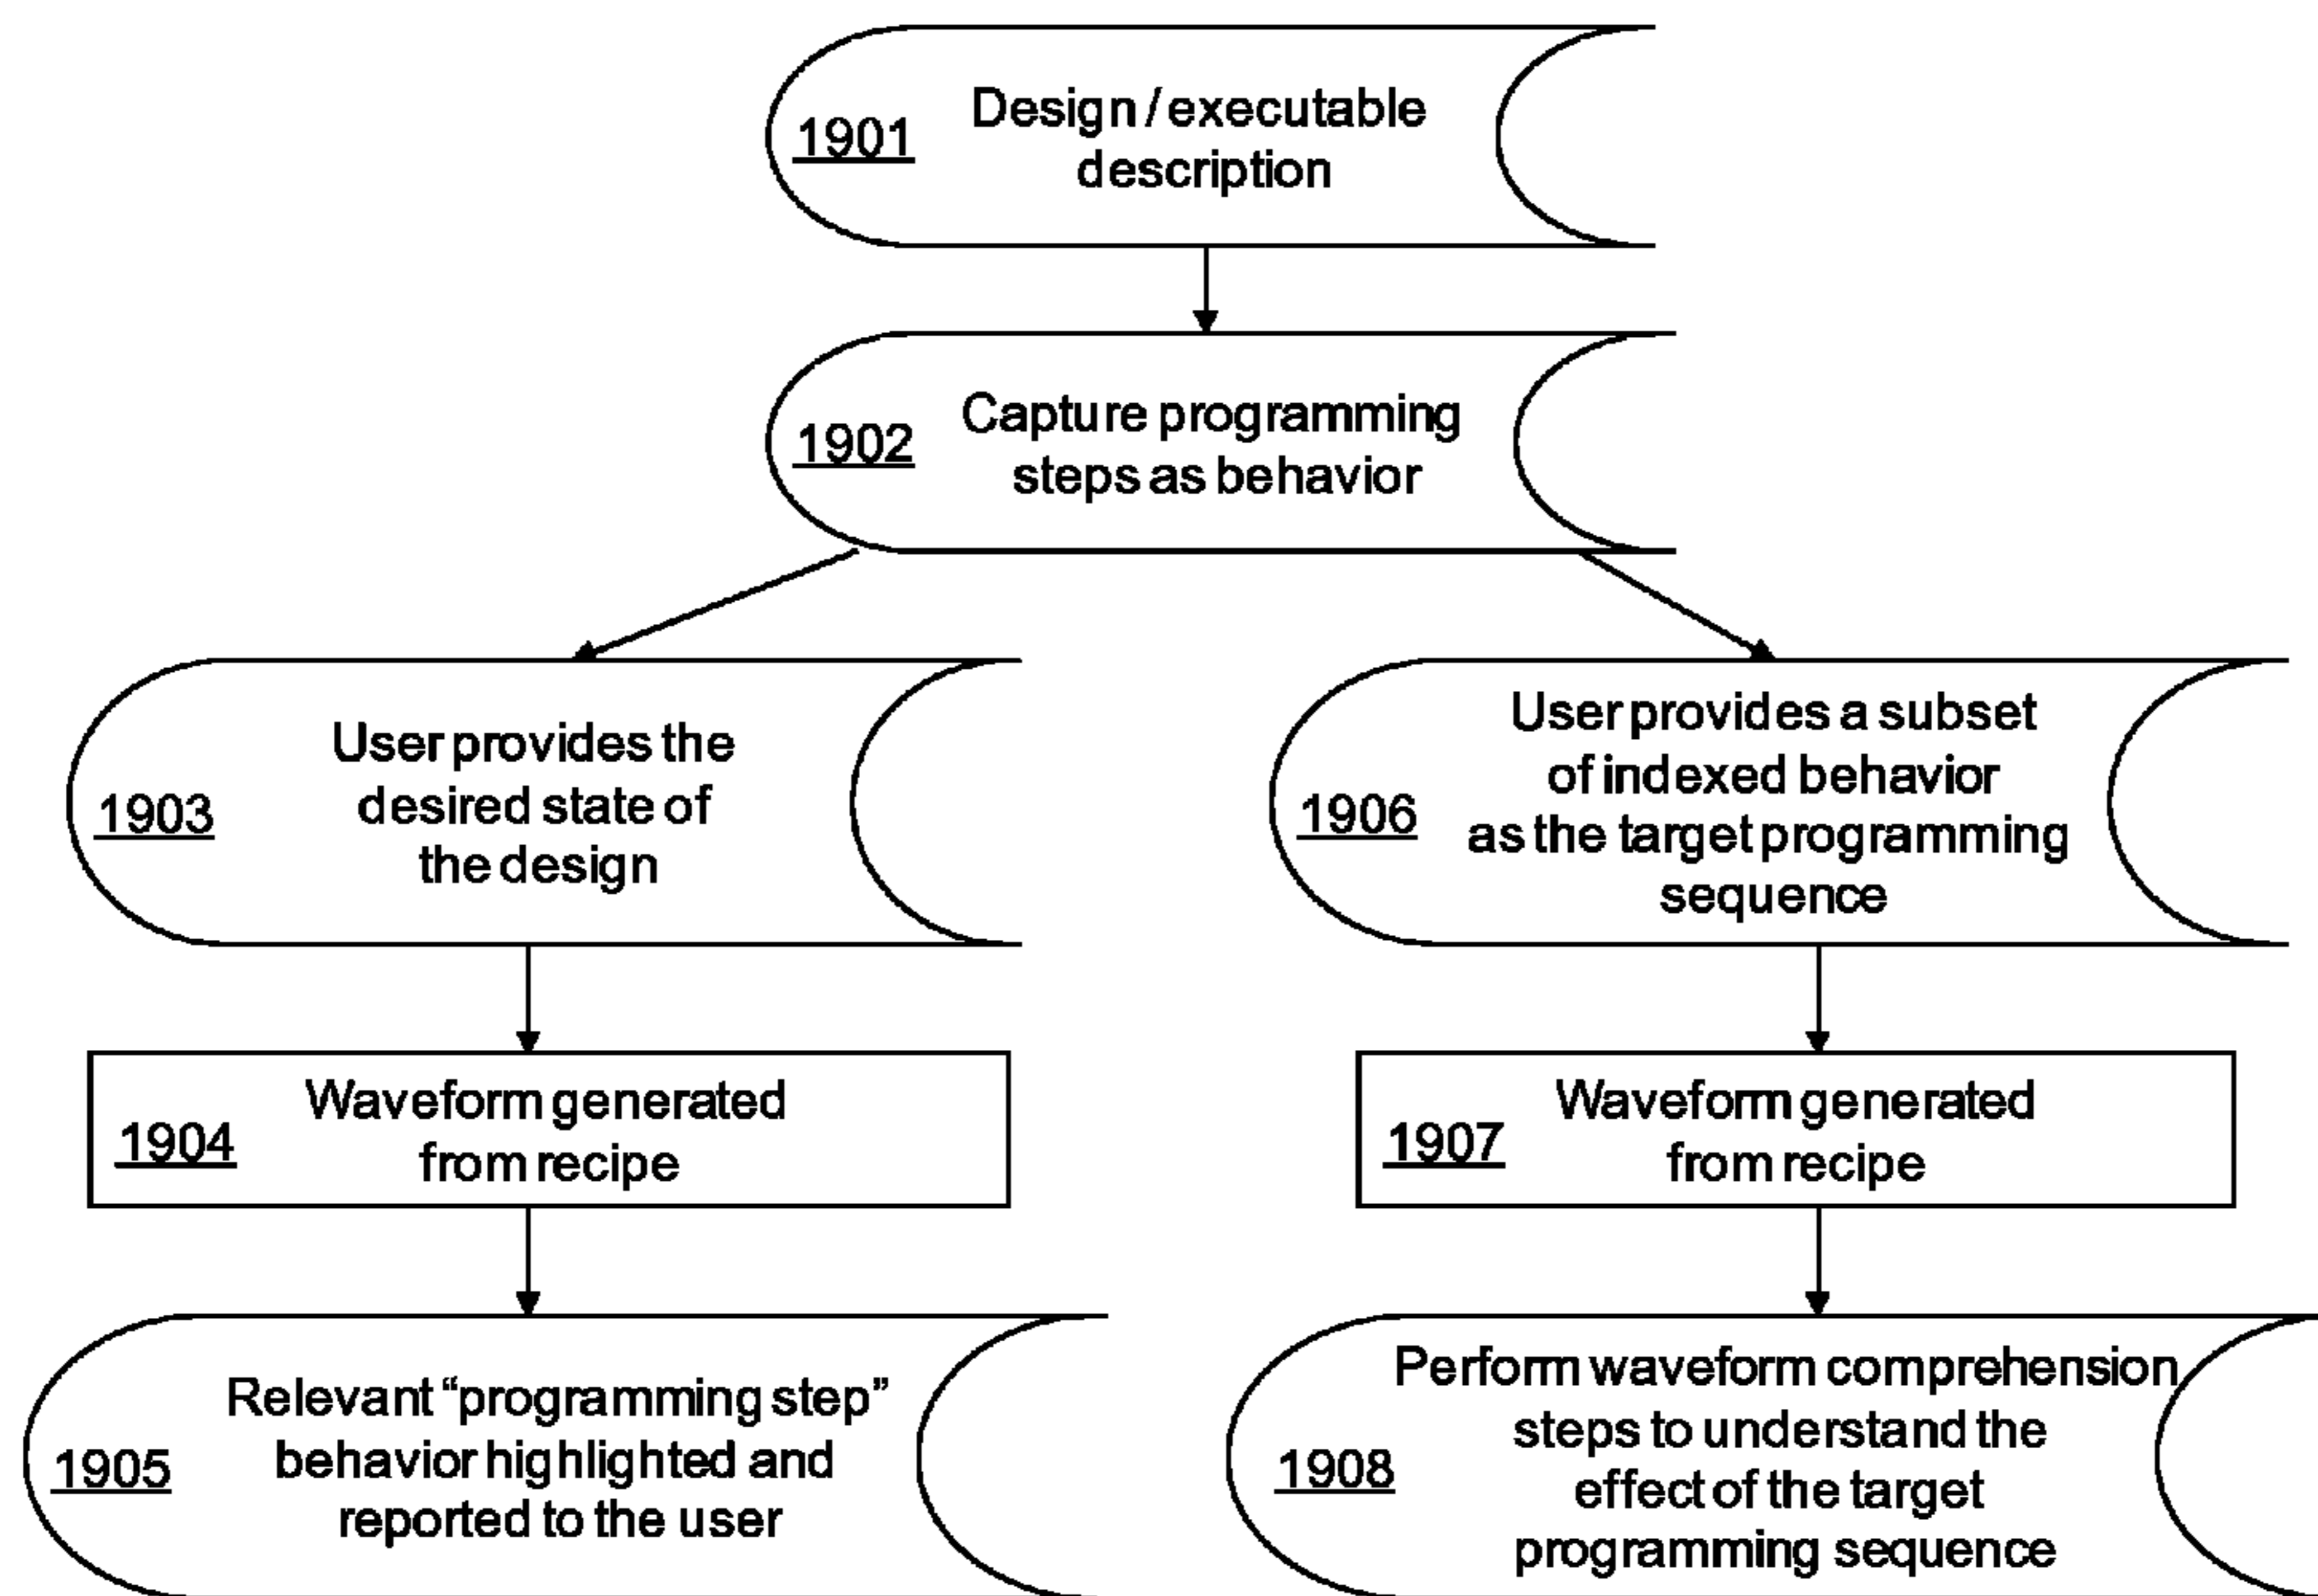 1901
Design / executable
description
1902
Capture programming
steps as behavior
1903
User provides the
desired state of
the design
1906
User provides a subset
of indexed behavior
as the target programming
sequence
1904
Waveform generated
from recipe
1907
Waveform generated
from recipe
1905
Relevant “programming step”
behavior highlighted and
reported to the user
1908
Perform waveform comprehension
steps to understand the
effect of the target
programming sequence